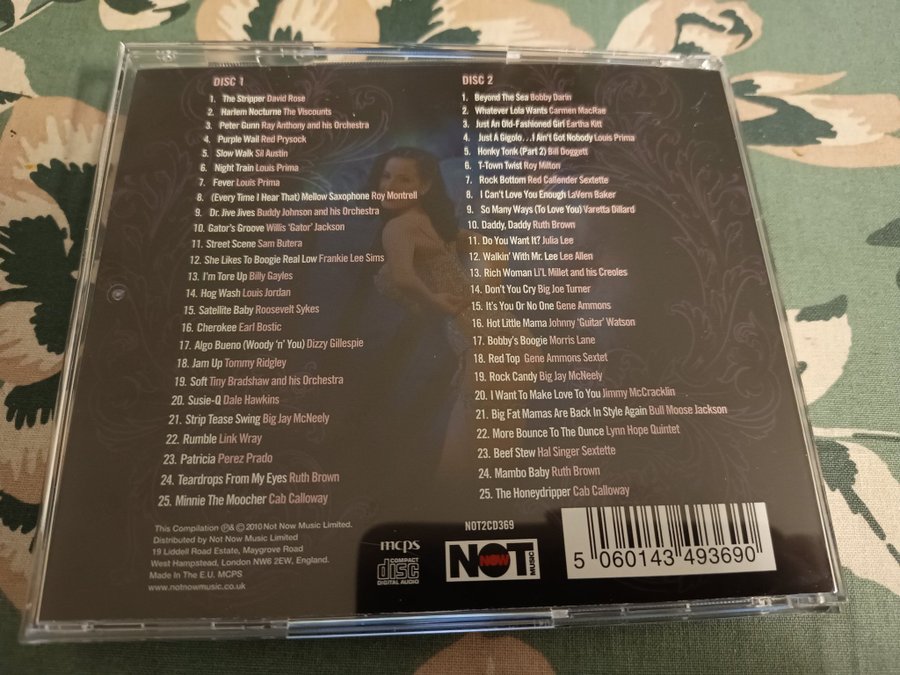 DISC 1
1. The Stripper David Rose
2. Harlem Nocturne The Viscounts
3. Peter Gunn Ray Anthony and his Orchestra
4. Purple Wail Red Prysock
5. Slow Walk Sil Austin
6. Night Train Louis Prima
7. Fever Louis Prima
8. (Every Time I Hear That) Mellow Saxophone Roy Montrell
9. Dr. Jive Jives Buddy Johnson and his Orchestra
10. Gator's Groove Willis 'Gator' Jackson
11. Street Scene Sam Butera
12. She Likes To Boogie Real Low Frankie Lee Sims
13. I'm Tore Up Billy Gayles
14. Hog Wash Louis Jordan
15. Satellite Baby Roosevelt Sykes
16. Cherokee Earl Bostic
17. Algo Bueno (Woody 'n' You) Dizzy Gillespie
18. Jam Up Tommy Ridgley
19. Soft Tiny Bradshaw and his Orchestra
20. Susie-Q Dale Hawkins
21. Strip Tease Swing Big Jay McNeely
22. Rumble Link Wray
23. Patricia Perez Prado
24. Teardrops From My Eyes Ruth Brown
25. Minnie The Moocher Cab Calloway
DISC 2
1. Beyond The Sea Bobby Darin
2. Whatever Lola Wants Carmen MacRae
3. Just An Old-Fashioned Girl Eartha Kitt
4. Just A Gigolo...I Ain't Got Nobody Louis Prima
5. Honky Tonk (Part 2) Bill Doggett
6. T-Town Twist Roy Milton
7. Rock Bottom Red Callender Sextette
8. I Can't Love You Enough LaVern Baker
9. So Many Ways (To Love You) Varetta Dillard
10. Daddy, Daddy Ruth Brown
11. Do You Want It? Julia Lee
12. Walkin' With Mr. Lee Lee Allen
13. Rich Woman Li'L Millet and his Creoles
14. Don't You Cry Big Joe Turner
15. It's You Or No One Gene Ammons
16. Hot Little Mama Johnny 'Guitar' Watson
17. Bobby's Boogie Morris Lane
18. Red Top Gene Ammons Sextet
19. Rock Candy Big Jay McNeely
20. I Want To Make Love To You Jimmy McCracklin
21. Big Fat Mamas Are Back In Style Again Bull Moose Jackson
22. More Bounce To The Ounce Lynn Hope Quintet
23. Beef Stew Hal Singer Sextette
24. Mambo Baby Ruth Brown
25. The Honeydripper Cab Calloway
This Compilation ℗&© 2010 Not Now Music Limited.
Distributed by Not Now Music Limited
19 Liddell Road Estate, Maygrove Road
West Hampstead, London NW6 2EW, England.
Made In The E.U. MCPS
www.notnowmusic.co.uk
mcps
COMPACT
disc
DIGITAL AUDIO
NOT2CD369
NOT
NOW
MUSIC
5 060143 493690